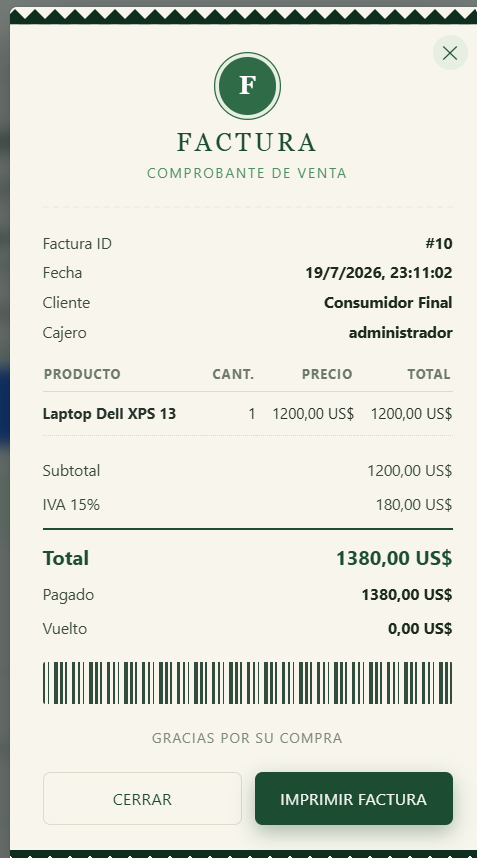 F
FACTURA
COMPROBANTE DE VENTA
Factura ID #10
Fecha 19/7/2026, 23:11:02
Cliente Consumidor Final
Cajero administrador
PRODUCTO CANT. PRECIO TOTAL
Laptop Dell XPS 13 1 1200,00 US$ 1200,00 US$
Subtotal 1200,00 US$
IVA 15% 180,00 US$
Total 1380,00 US$
Pagado 1380,00 US$
Vuelto 0,00 US$
GRACIAS POR SU COMPRA
CERRAR IMPRIMIR FACTURA